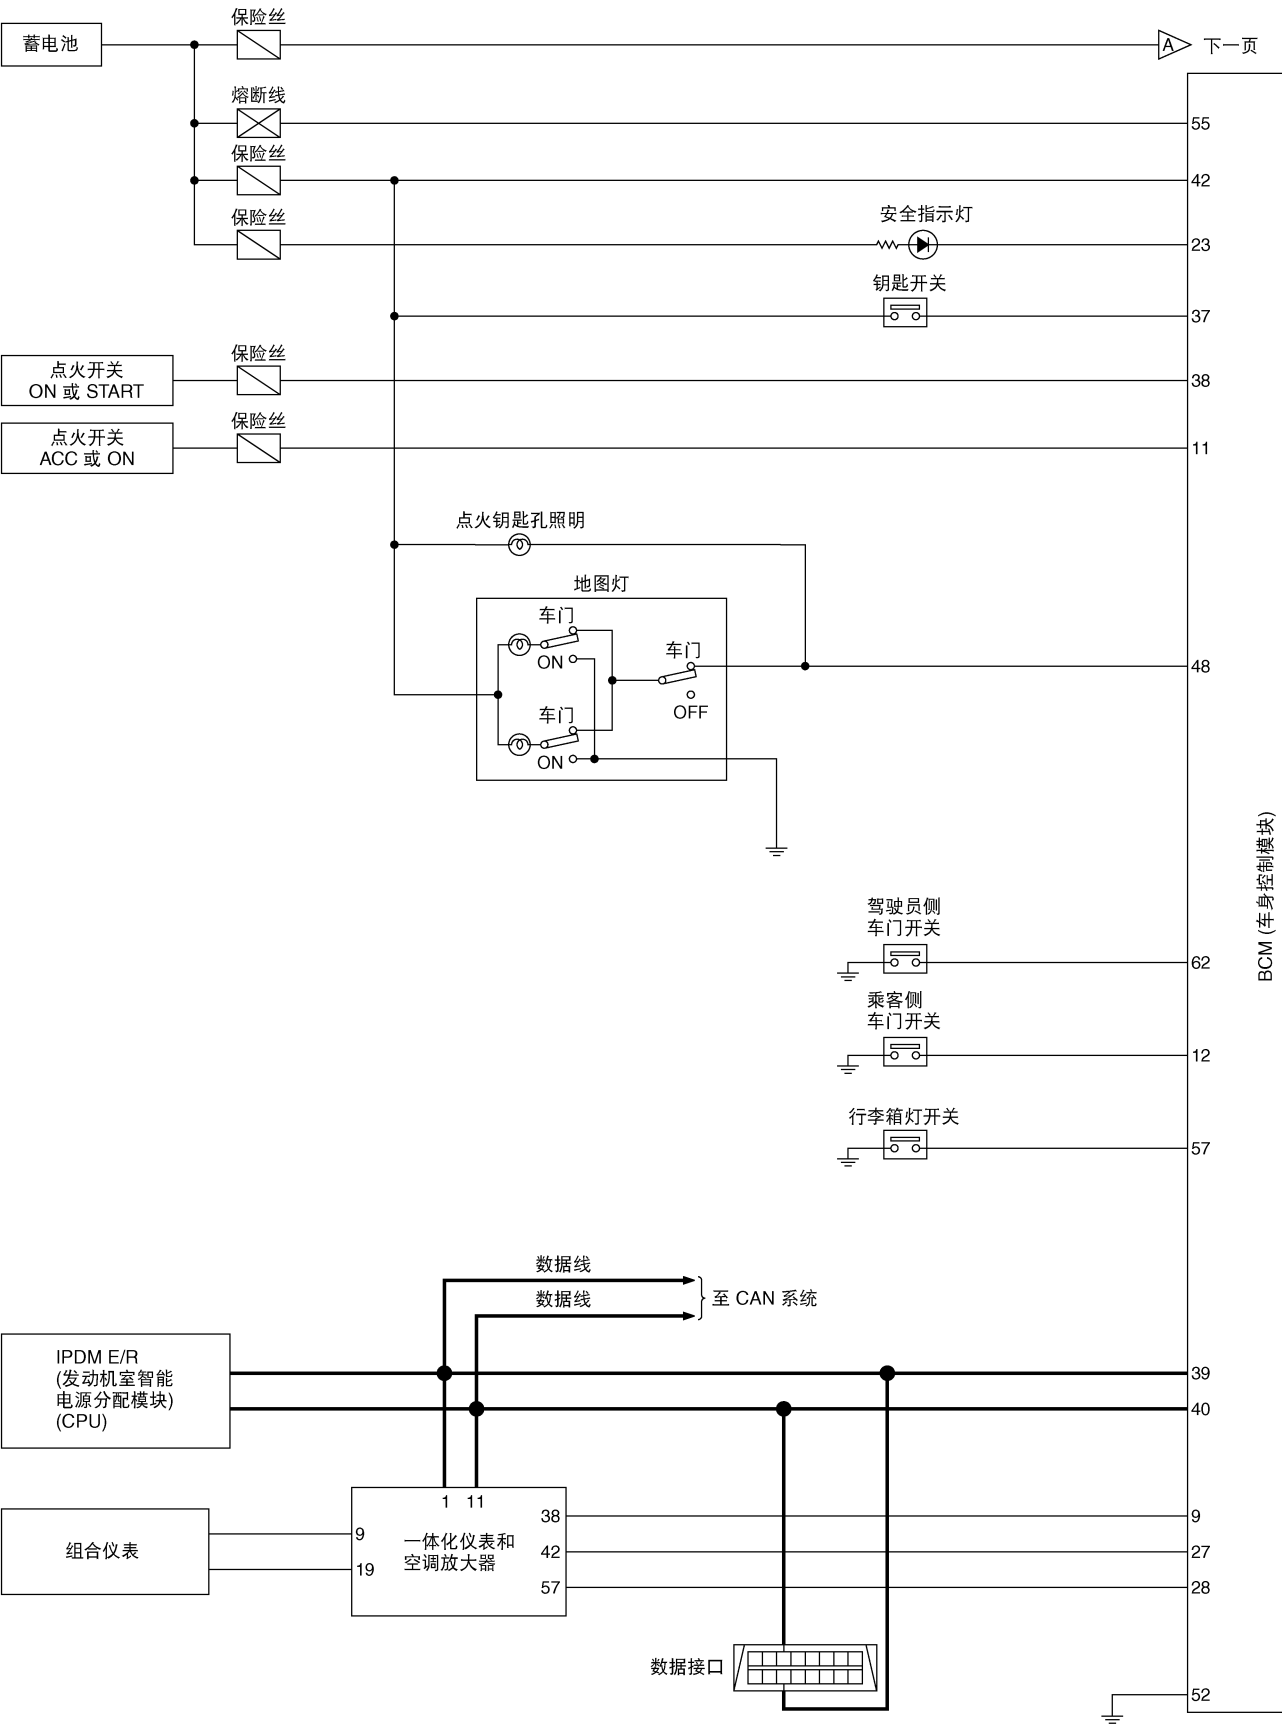 保险丝
蓄电池
A
下一页
熔断线
55
保险丝
42
保险丝
安全指示灯
23
钥匙开关
37
保险丝
点火开关
ON 或 START
38
保险丝
点火开关
ACC 或 ON
11
点火钥匙孔照明
地图灯
车门
ON
车门
OFF
48
车门
ON
BCM (车身控制模块)
驾驶员侧
车门开关
62
乘客侧
车门开关
12
行李箱灯开关
57
数据线
数据线
至 CAN 系统
IPDM E/R
(发动机室智能
电源分配模块)
(CPU)
39
40
1
11
38
9
组合仪表
9
19
一体化仪表和
空调放大器
42
27
57
28
数据接口
52